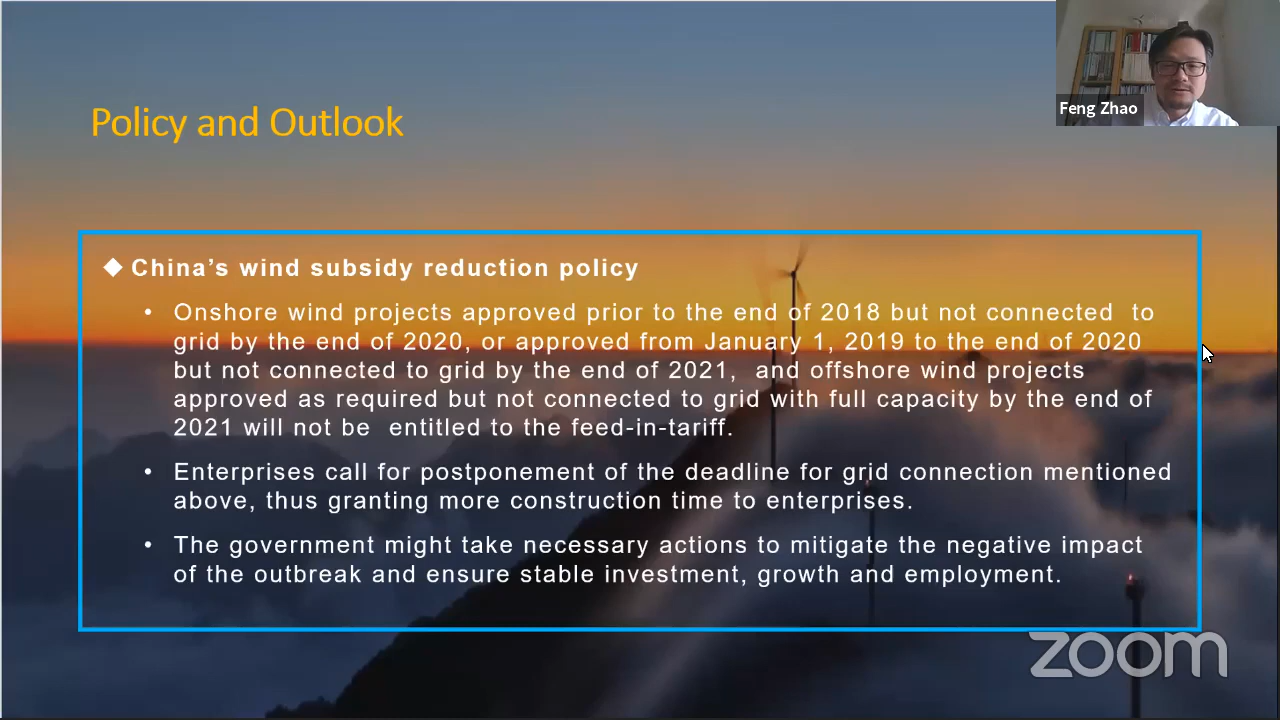 Feng Zhao
Policy and Outlook
◆ China’s wind subsidy reduction policy
• Onshore wind projects approved prior to the end of 2018 but not connected to
grid by the end of 2020, or approved from January 1, 2019 to the end of 2020
but not connected to grid by the end of 2021, and offshore wind projects
approved as required but not connected to grid with full capacity by the end of
2021 will not be entitled to the feed-in-tariff.
• Enterprises call for postponement of the deadline for grid connection mentioned
above, thus granting more construction time to enterprises.
• The government might take necessary actions to mitigate the negative impact
of the outbreak and ensure stable investment, growth and employment.
zoom